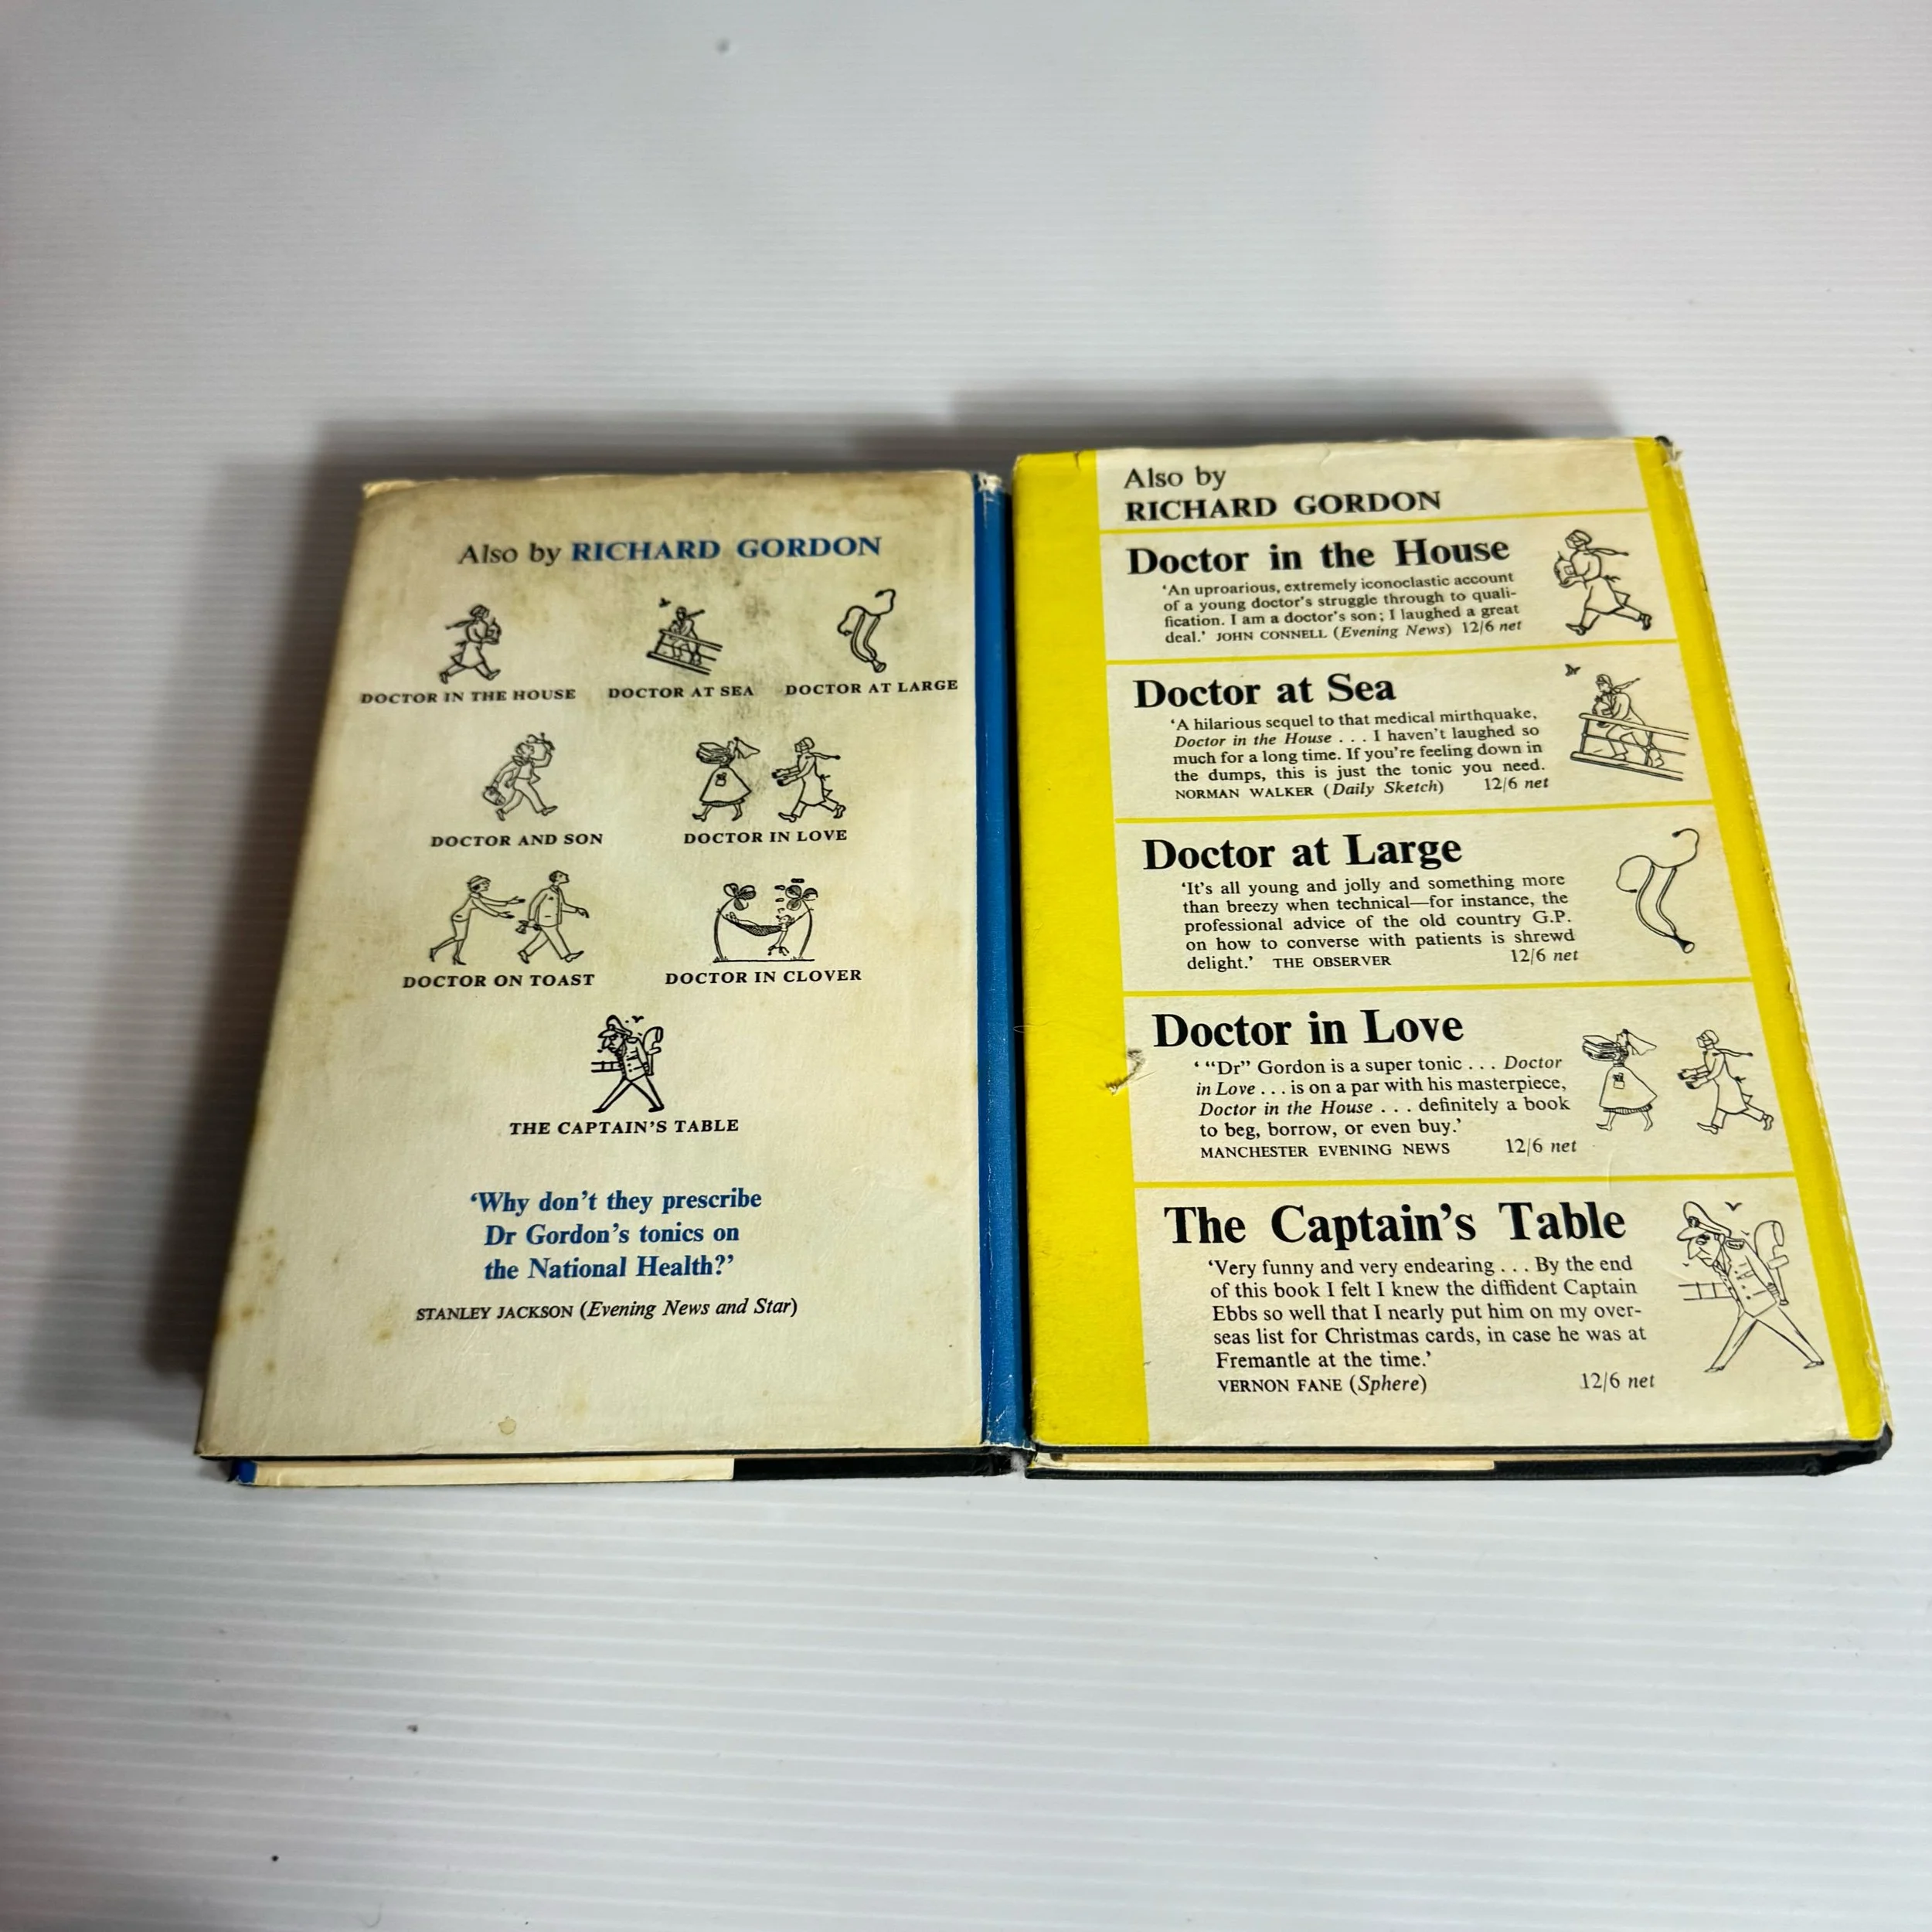 Also by RICHARD GORDON
DOCTOR IN THE HOUSE
DOCTOR AT SEA
DOCTOR AT LARGE
DOCTOR AND SON
DOCTOR IN LOVE
DOCTOR ON TOAST
DOCTOR IN CLOVER
THE CAPTAIN'S TABLE
‘Why don't they prescribe
Dr Gordon's tonics on
the National Health?’
STANLEY JACKSON (Evening News and Star)
Also by
RICHARD GORDON
Doctor in the House
‘An uproarious, extremely iconoclastic account
of a young doctor's struggle through to quali-
fication. I am a doctor's son; I laughed a great
deal.’ JOHN CONNELL (Evening News) 12/6 net
Doctor at Sea
‘A hilarious sequel to that medical mirthquake,
Doctor in the House . . . I haven't laughed so
much for a long time. If you're feeling down in
the dumps, this is just the tonic you need.
NORMAN WALKER (Daily Sketch) 12/6 net
Doctor at Large
‘It's all young and jolly and something more
than breezy when technical—for instance, the
professional advice of the old country G.P.
on how to converse with patients is shrewd
delight.’ THE OBSERVER 12/6 net
Doctor in Love
‘ “Dr” Gordon is a super tonic . . . Doctor
in Love . . . is on a par with his masterpiece,
Doctor in the House . . . definitely a book
to beg, borrow, or even buy.’
MANCHESTER EVENING NEWS 12/6 net
The Captain's Table
‘Very funny and very endearing . . . By the end
of this book I felt I knew the diffident Captain
Ebbs so well that I nearly put him on my over-
seas list for Christmas cards, in case he was at
Fremantle at the time.’
VERNON FANE (Sphere) 12/6 net